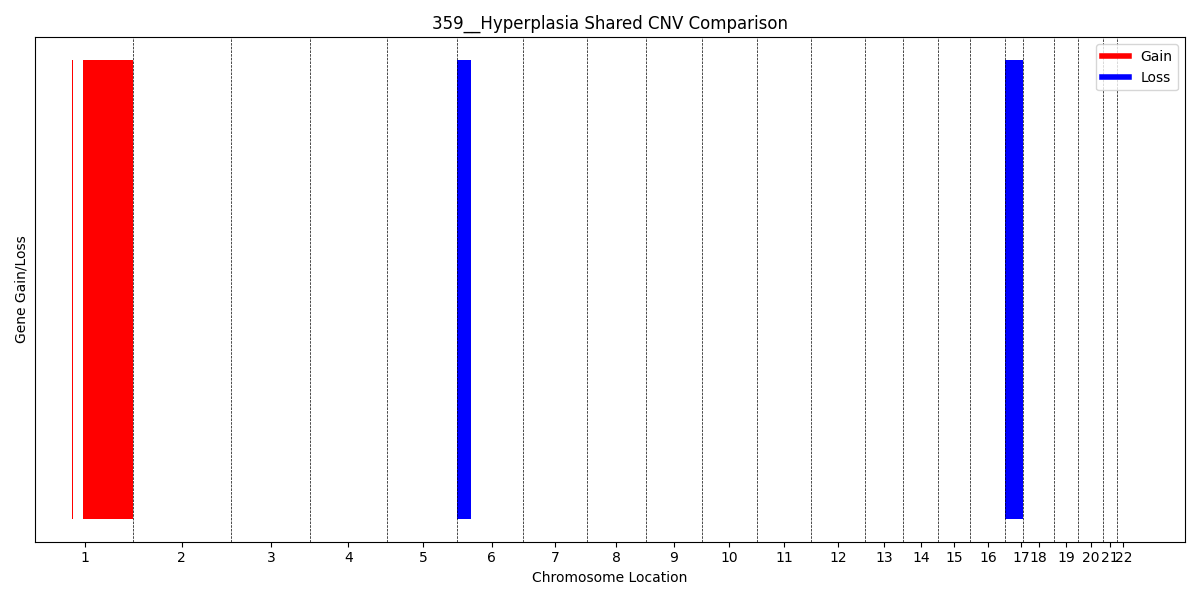 359__Hyperplasia Shared CNV Comparison
Gain
Loss
Gene Gain/Loss
1 2 3 4 5 6 7 8 9 10 11 12 13 14 15 16 17 18 19 20 21 22
Chromosome Location